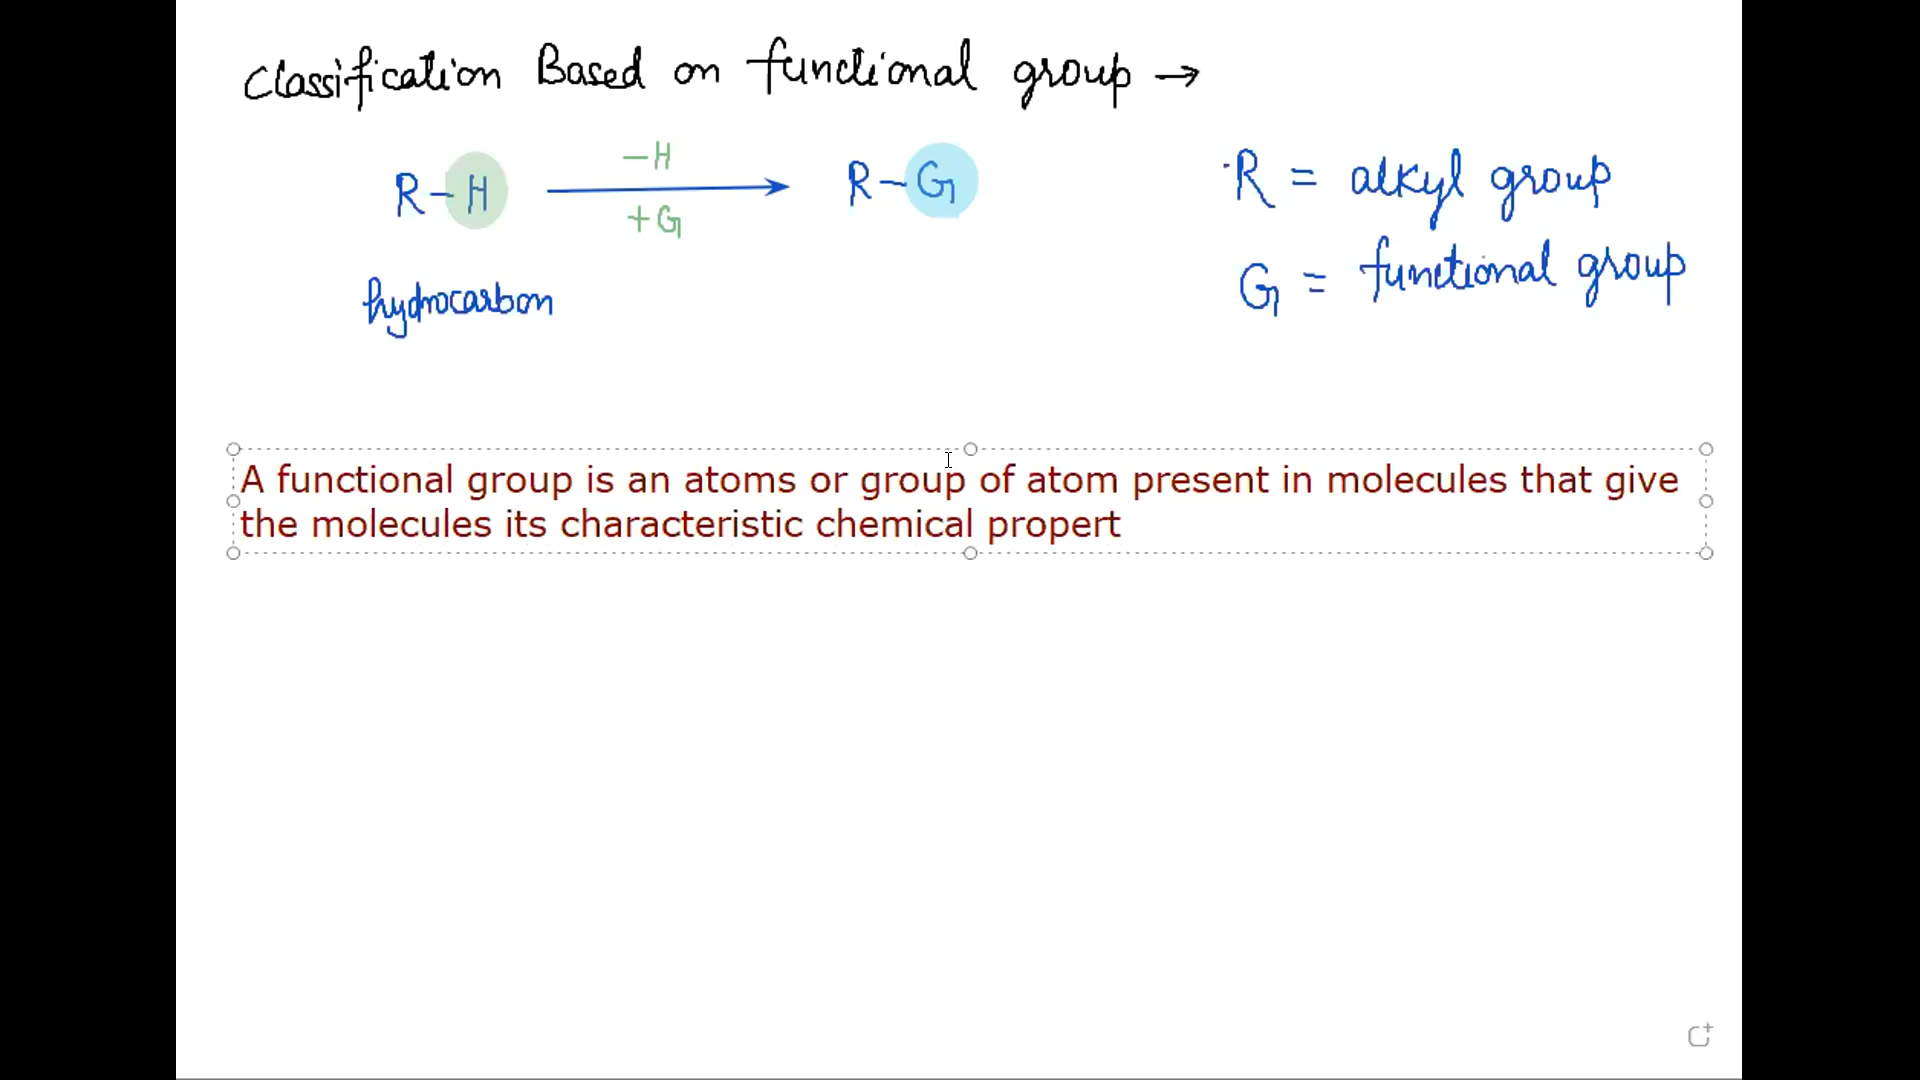 Classification Based on functional group →
R-H -H +G R-G
R = alkyl group
G = functional group
hydrocarbon
A functional group is an atoms or group of atom present in molecules that give
the molecules its characteristic chemical propert